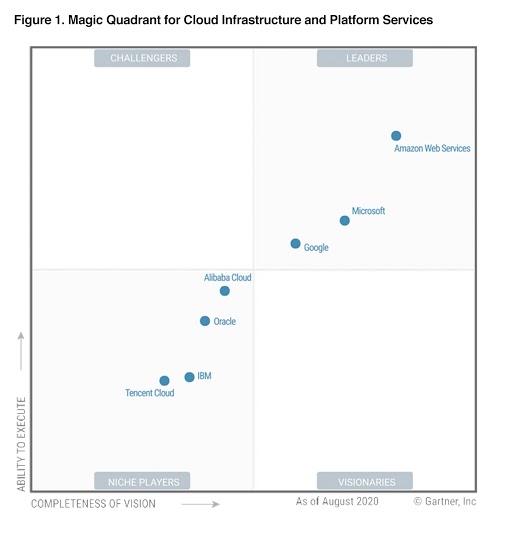 Figure 1. Magic Quadrant for Cloud Infrastructure and Platform Services
CHALLENGERS
LEADERS
Amazon Web Services
Microsoft
Google
Alibaba Cloud
Oracle
IBM
Tencent Cloud
ABILITY TO EXECUTE
NICHE PLAYERS
VISIONARIES
COMPLETENESS OF VISION
As of August 2020
© Gartner, Inc